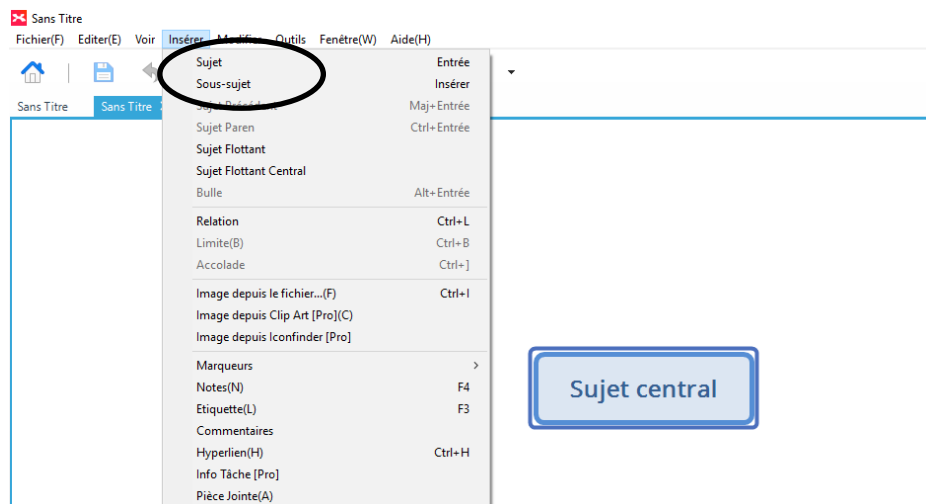 Sans Titre
Fichier(F) Editer(E) Voir Insérer Modifier Outils Fenêtre(W) Aide(H)
Sujet Entrée
Sous-sujet Insérer
Sans Titre Sans Titre
Sujet Précédent Maj+Entrée
Sujet Paren Ctrl+Entrée
Sujet Flottant
Sujet Flottant Central
Bulle Alt+Entrée
Relation Ctrl+L
Limite(B) Ctrl+B
Accolade Ctrl+]
Image depuis le fichier...(F) Ctrl+I
Image depuis Clip Art [Pro](C)
Image depuis Iconfinder [Pro]
Marqueurs >
Notes(N) F4
Sujet central
Etiquette(L) F3
Commentaires
Hyperlien(H) Ctrl+H
Info Tâche [Pro]
Pièce Jointe(A)